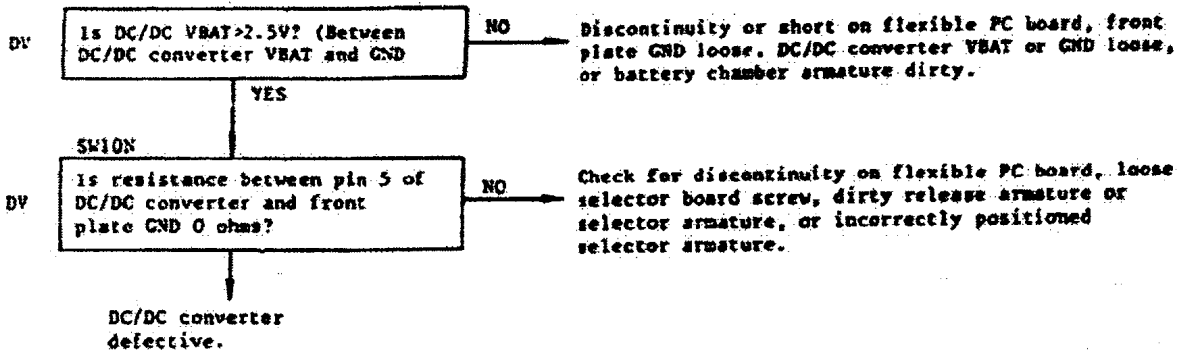 DV
Is DC/DC VBAT>2.5V? (Between
DC/DC converter VBAT and GND
NO
Discontinuity or short on flexible PC board, front
plate GND loose. DC/DC converter VBAT or GND loose,
or battery chamber armature dirty.
YES
SW1ON
DV
Is resistance between pin 5 of
DC/DC converter and front
plate GND 0 ohms?
NO
Check for discontinuity on flexible PC board, loose
selector board screw, dirty release armature or
selector armature, or incorrectly positioned
selector armature.
DC/DC converter
defective.